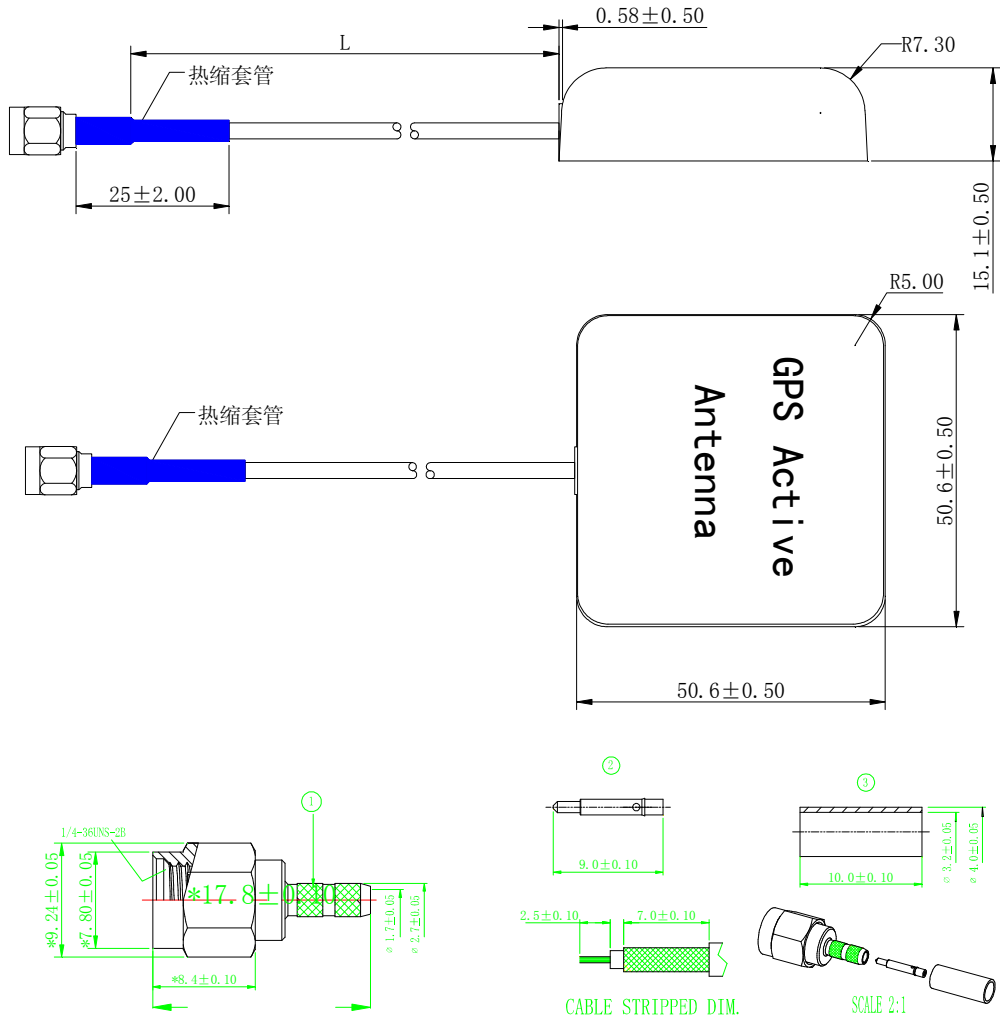 0.58±0.50
L
R7.30
热缩套管
25±2.00
15.1±0.50
R5.00
热缩套管
GPS Active
Antenna
50.6±0.50
50.6±0.50
①
②
③
1/4-36UNS-2B
*9.24±0.05
*7.80±0.05
*17.8±0.10
ø1.7±0.05
ø2.7±0.05
*8.4±0.10
9.0±0.10
ø3.2±0.05
ø4.0±0.05
10.0±0.10
2.5±0.10
7.0±0.10
CABLE STRIPPED DIM.
SCALE 2:1